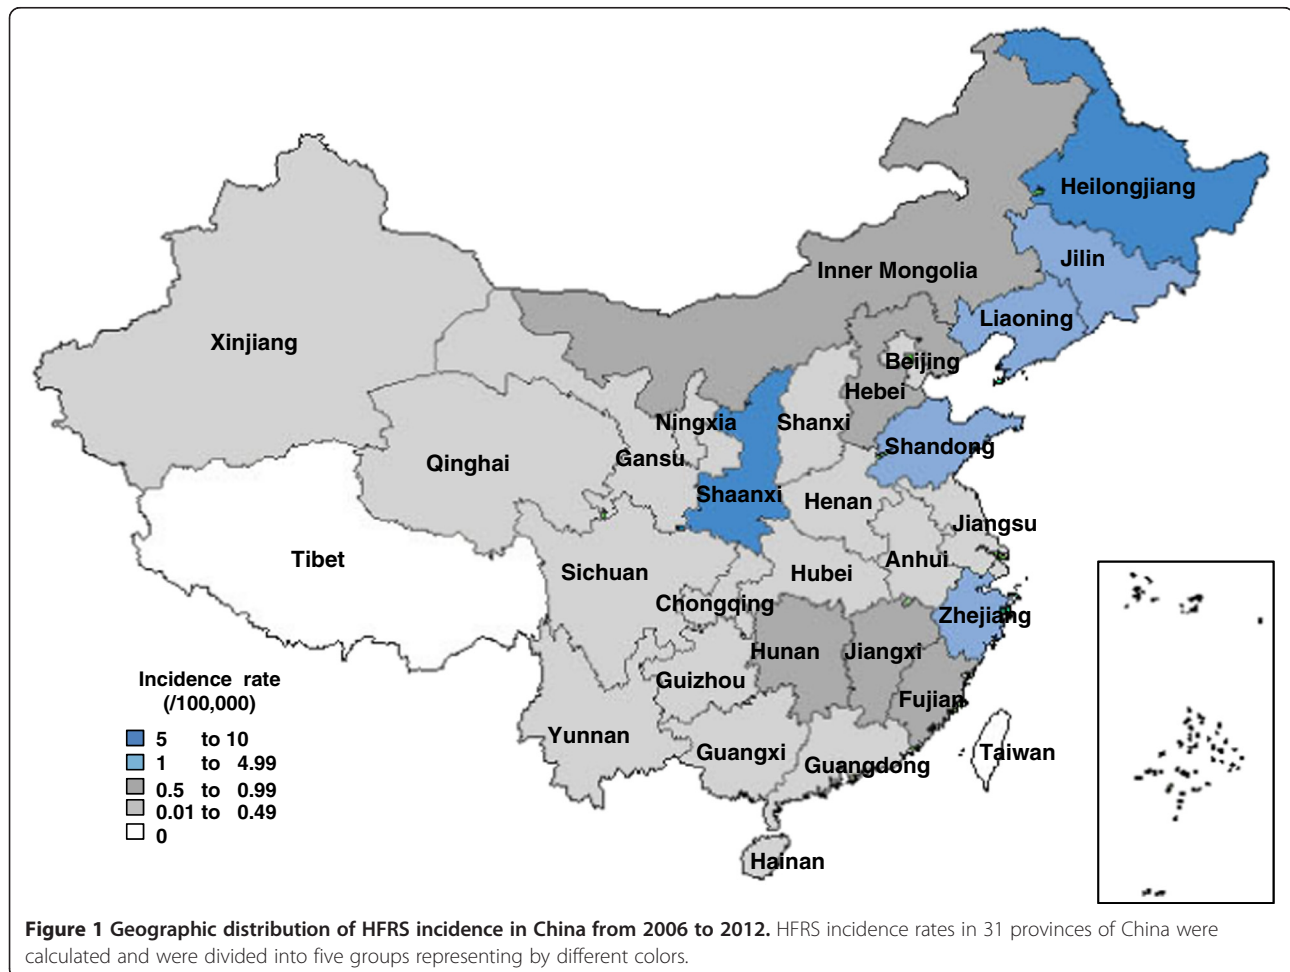 Heilongjiang
Jilin
Inner Mongolia
Liaoning
Xinjiang
Beijing
Hebei
Ningxia
Shanxi
Shandong
Qinghai
Gansu
Shaanxi
Henan
Jiangsu
Tibet
Sichuan
Hubei
Anhui
Chongqing
Zhejiang
Hunan
Jiangxi
Guizhou
Fujian
Yunnan
Guangxi
Guangdong
Taiwan
Hainan
Incidence rate
(/100,000)
5 to 10
1 to 4.99
0.5 to 0.99
0.01 to 0.49
0
Figure 1 Geographic distribution of HFRS incidence in China from 2006 to 2012. HFRS incidence rates in 31 provinces of China were
calculated and were divided into five groups representing by different colors.